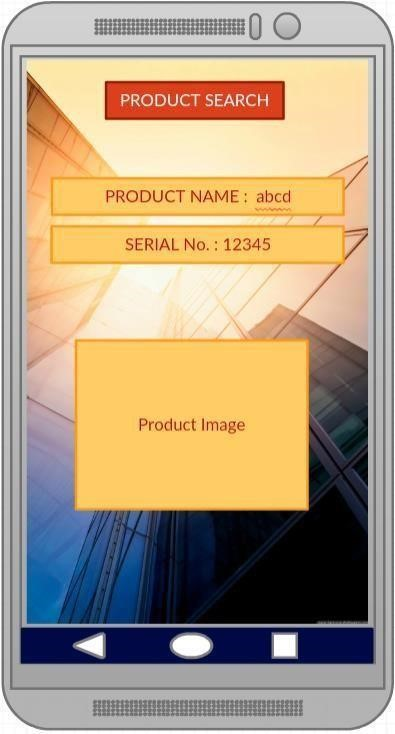 PRODUCT SEARCH
PRODUCT NAME : abcd
SERIAL No. : 12345
Product Image